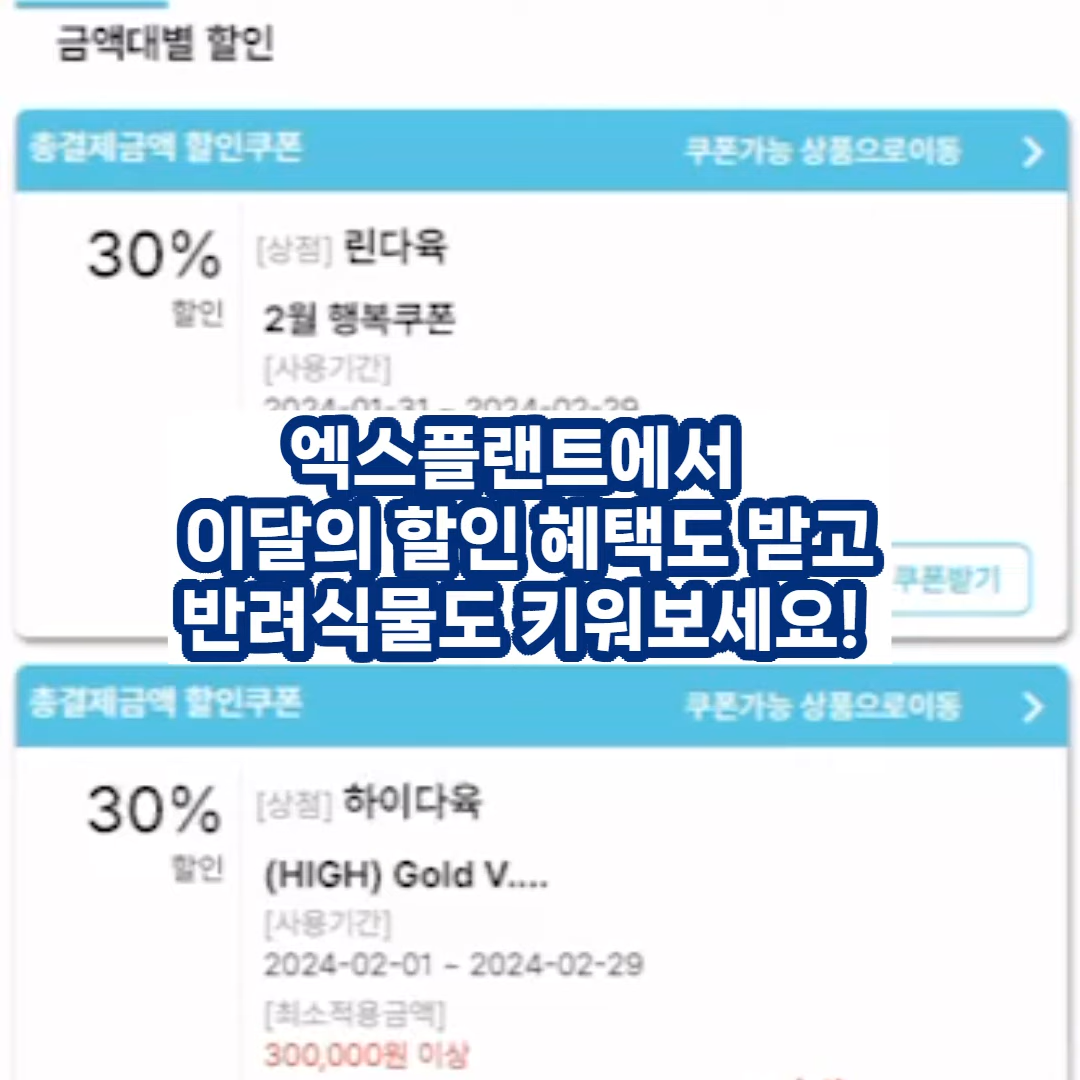 금액대별 할인
총결제금액 할인쿠폰 쿠폰가능 상품으로이동
30% [상점] 린다육
할인 2월 행복쿠폰
[사용기간]
2024-01-31 ~ 2024-02-29
엑스플랜트에서
이달의 할인 혜택도 받고
쿠폰받기
반려식물도 키워보세요!
총결제금액 할인쿠폰 쿠폰가능 상품으로이동
30% [상점] 하이다육
할인 (HIGH) Gold V....
[사용기간]
2024-02-01 ~ 2024-02-29
[최소적용금액]
300,000원 이상